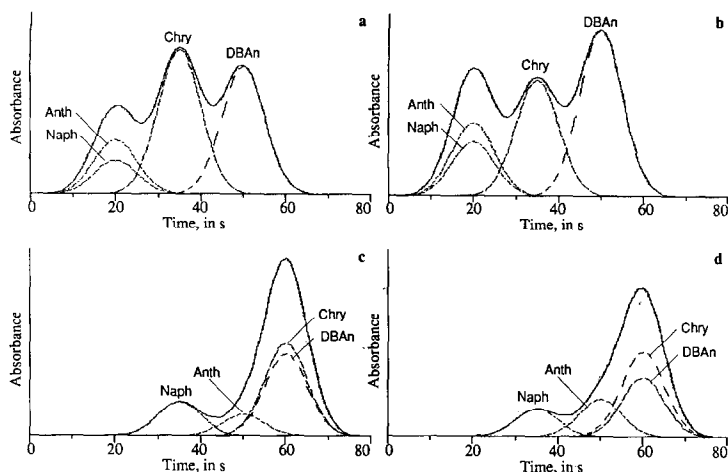 a
Chry
DBAn
Anth
Naph
Absorbance
0 20 40 60 80
Time, in s
b
DBAn
Chry
Anth
Naph
Absorbance
0 20 40 60 80
Time, in s
c
Chry
DBAn
Anth
Naph
Absorbance
0 20 40 60 80
Time, in s
d
Chry
Anth
DBAn
Naph
Absorbance
0 20 40 60 80
Time, in s